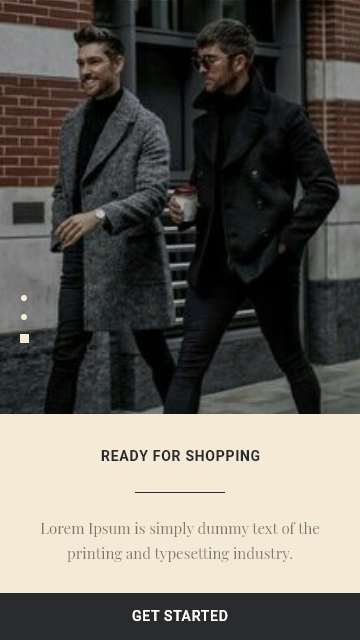 READY FOR SHOPPING
Lorem Ipsum is simply dummy text of the
printing and typesetting industry.
GET STARTED